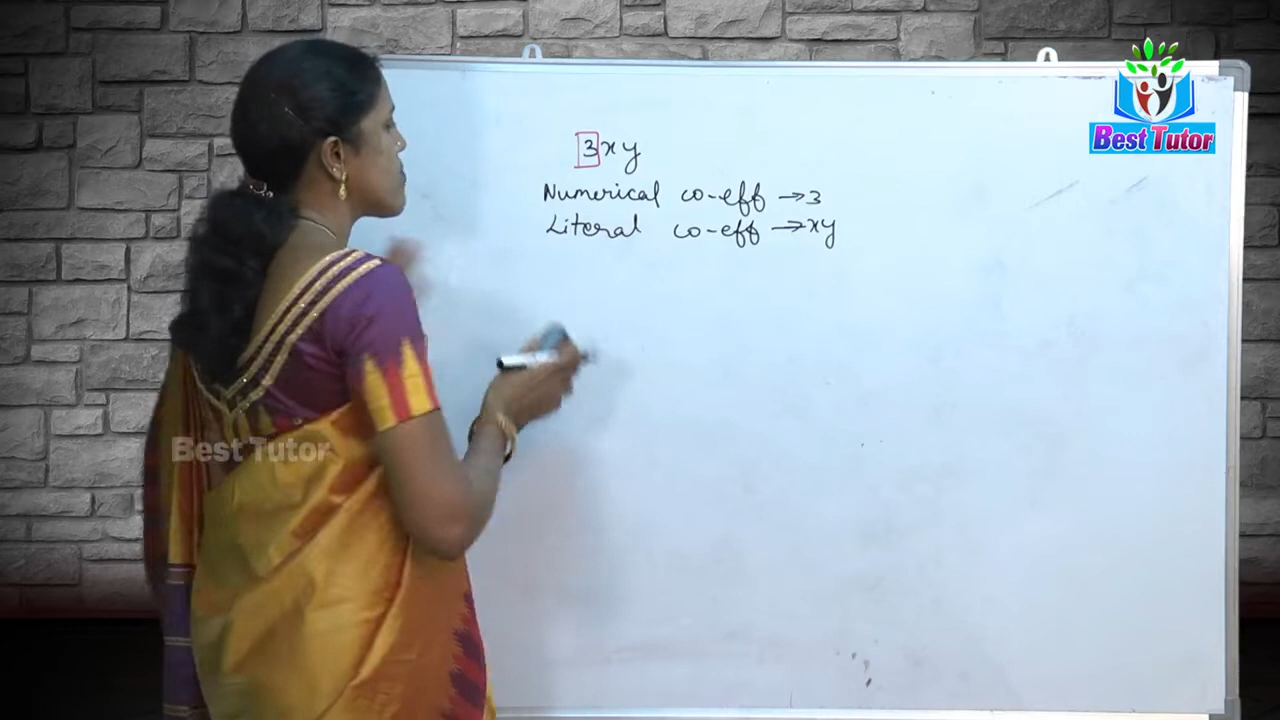 3xy
Numerical co-eff → 3
Literal co-eff → xy
Best Tutor
Best Tutor